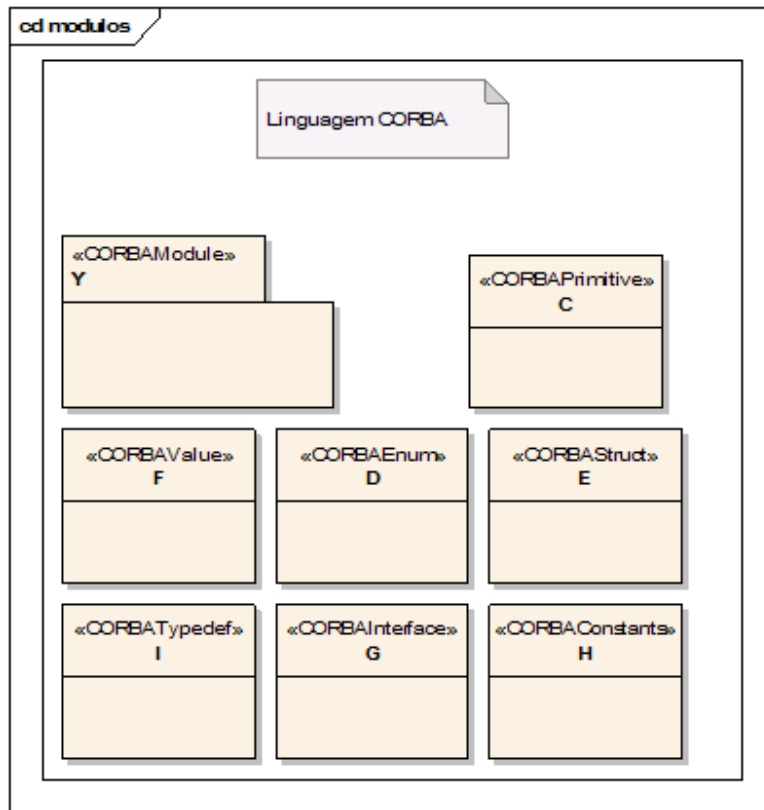 cd modulos
Linguagem CORBA
«CORBAModule»
Y
«CORBAPrimitive»
C
«CORBAValue»
F
«CORBAEnum»
D
«CORBAStruct»
E
«CORBATypedef»
I
«CORBAInterface»
G
«CORBAConstants»
H